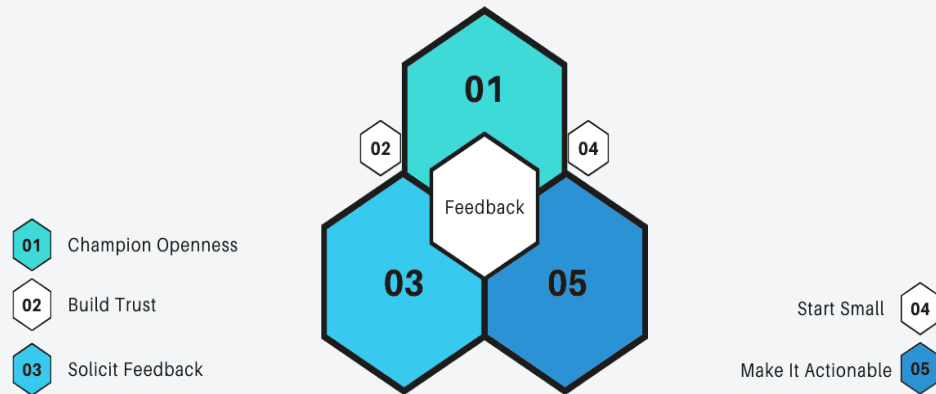 01
02
04
Feedback
03
05
01 Champion Openness
02 Build Trust
03 Solicit Feedback
Start Small 04
Make It Actionable 05